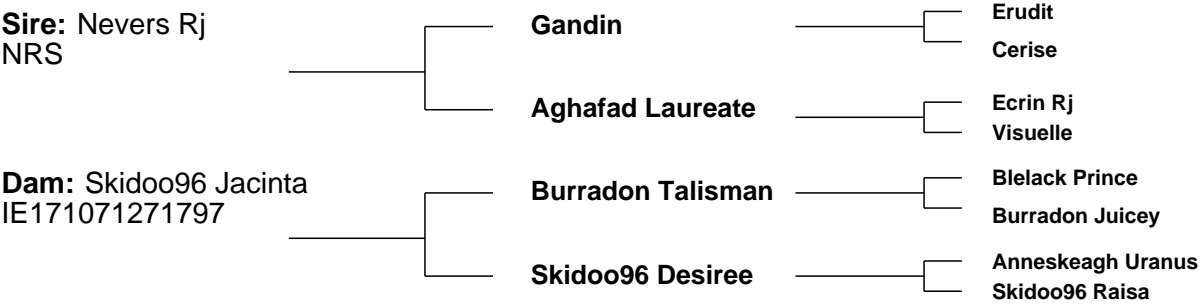 Sire: Nevers Rj
NRS
Gandin
Erudit
Cerise
Aghafad Laureate
Ecrin Rj
Visuelle
Dam: Skidoo96 Jacinta
IE171071271797
Burradon Talisman
Blelack Prince
Burradon Juicey
Skidoo96 Desiree
Anneskeagh Uranus
Skidoo96 Raisa